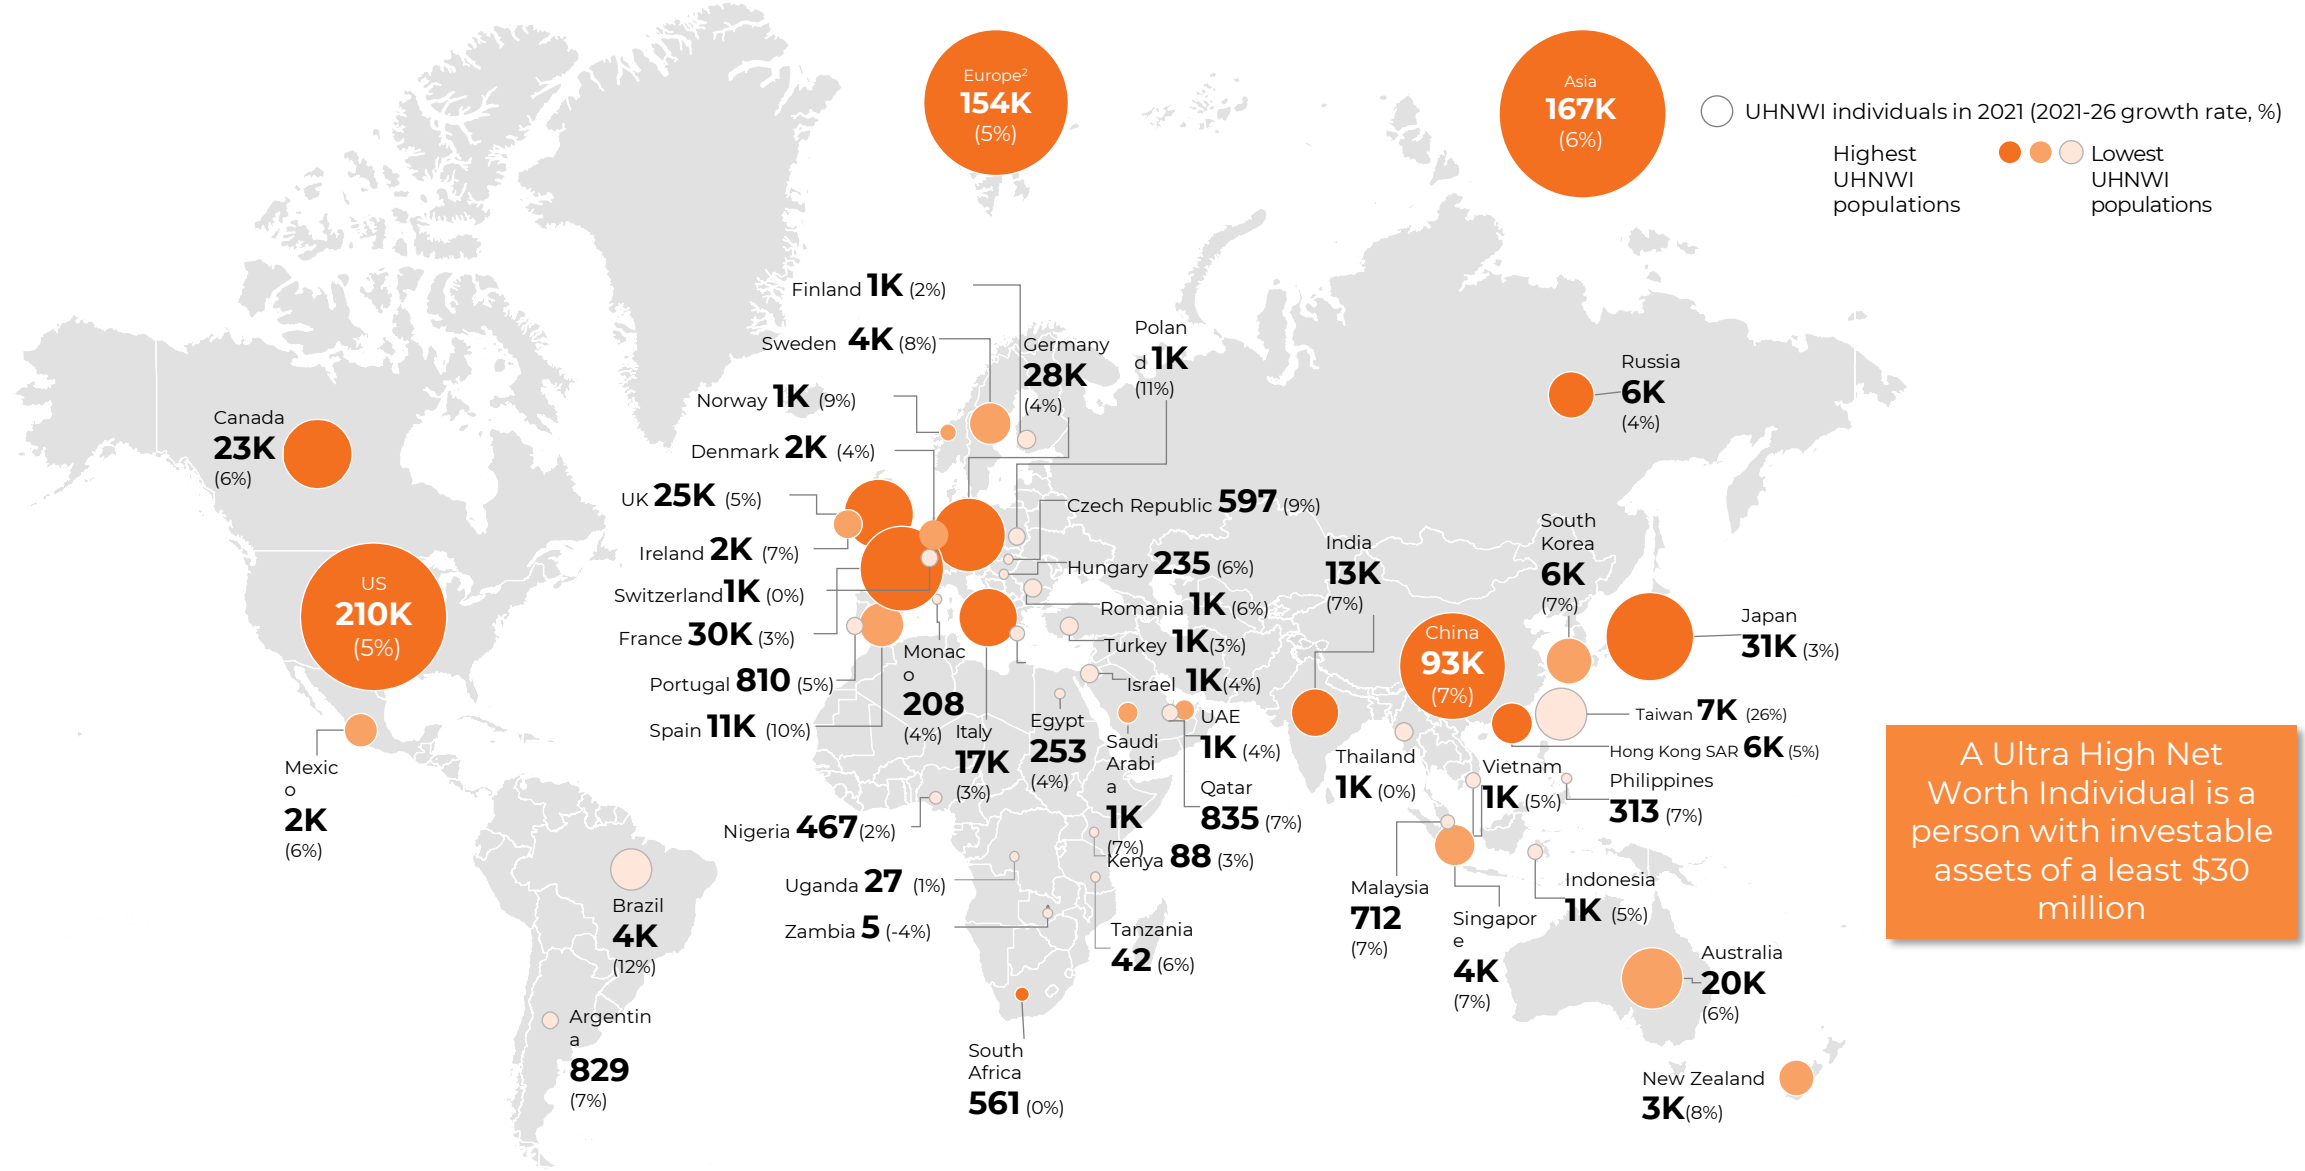 Europe²
154K
(5%)
Asia
167K
(6%)
UHNWI individuals in 2021 (2021-26 growth rate, %)
Highest
UHNWI
populations
Lowest
UHNWI
populations
Canada
23K
(6%)
US
210K
(5%)
Mexic
o
2K
(6%)
Brazil
4K
(12%)
Argentin
a
829
(7%)
Finland 1K (2%)
Sweden 4K (8%)
Norway 1K (9%)
Denmark 2K (4%)
UK 25K (5%)
Ireland 2K (7%)
Switzerland 1K (0%)
France 30K (3%)
Portugal 810 (5%)
Spain 11K (10%)
Germany
28K
(4%)
Polan
d 1K
(11%)
Czech Republic 597 (9%)
Hungary 235 (6%)
Romania 1K (6%)
Turkey 1K (3%)
Israel 1K (4%)
Monac
o
208
(4%)
Italy
17K
(3%)
Egypt
253
(4%)
Saudi
Arabi
a
1K
(7%)
UAE
1K (4%)
Qatar
835 (7%)
Nigeria 467 (2%)
Kenya 88 (3%)
Uganda 27 (1%)
Zambia 5 (-4%)
Tanzania
42 (6%)
South
Africa
561 (0%)
Russia
6K
(4%)
India
13K
(7%)
China
93K
(7%)
South
Korea
6K
(7%)
Japan
31K (3%)
Taiwan 7K (26%)
Hong Kong SAR 6K (5%)
Thailand
1K (0%)
Vietnam
1K (5%)
Philippines
313 (7%)
Malaysia
712
(7%)
Singapor
e
4K
(7%)
Indonesia
1K (5%)
Australia
20K
(6%)
New Zealand
3K (8%)
A Ultra High Net
Worth Individual is a
person with investable
assets of a least $30
million